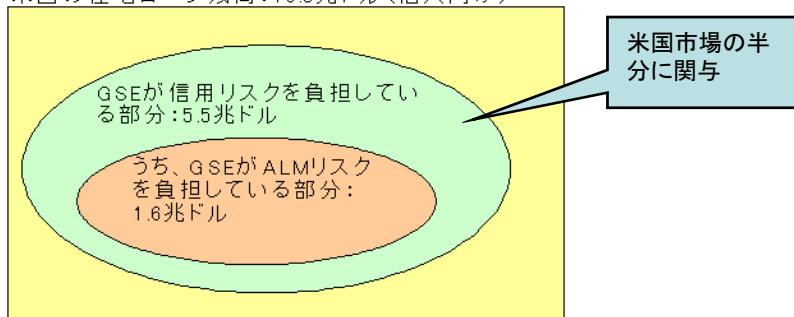 GSEが信用リスクを負担してい
る部分:5.5兆ドル
うち、GSEがALMリスク
を負担している部分:
1.6兆ドル
米国市場の半
分に関与